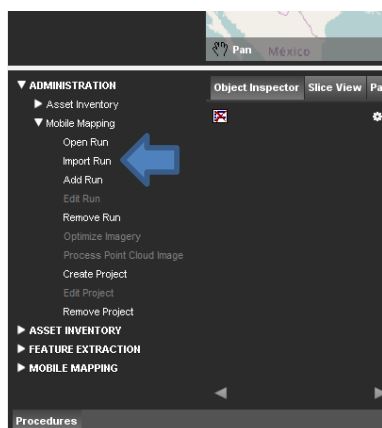 Pan
México
ADMINISTRATION
Asset Inventory
Mobile Mapping
Open Run
Import Run
Add Run
Edit Run
Remove Run
Optimize Imagery
Process Point Cloud Image
Create Project
Edit Project
Remove Project
ASSET INVENTORY
FEATURE EXTRACTION
MOBILE MAPPING
Object Inspector
Slice View
Pa
Procedures